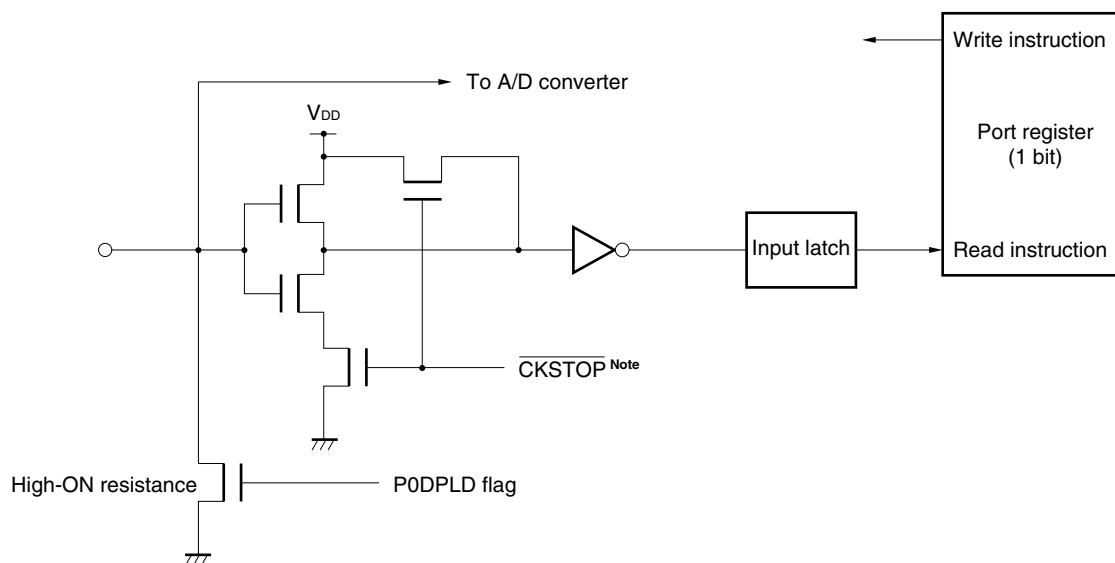 Write instruction
To A/D converter
VDD
Port register
(1 bit)
Input latch
Read instruction
CKSTOP Note
High-ON resistance
P0DPLD flag